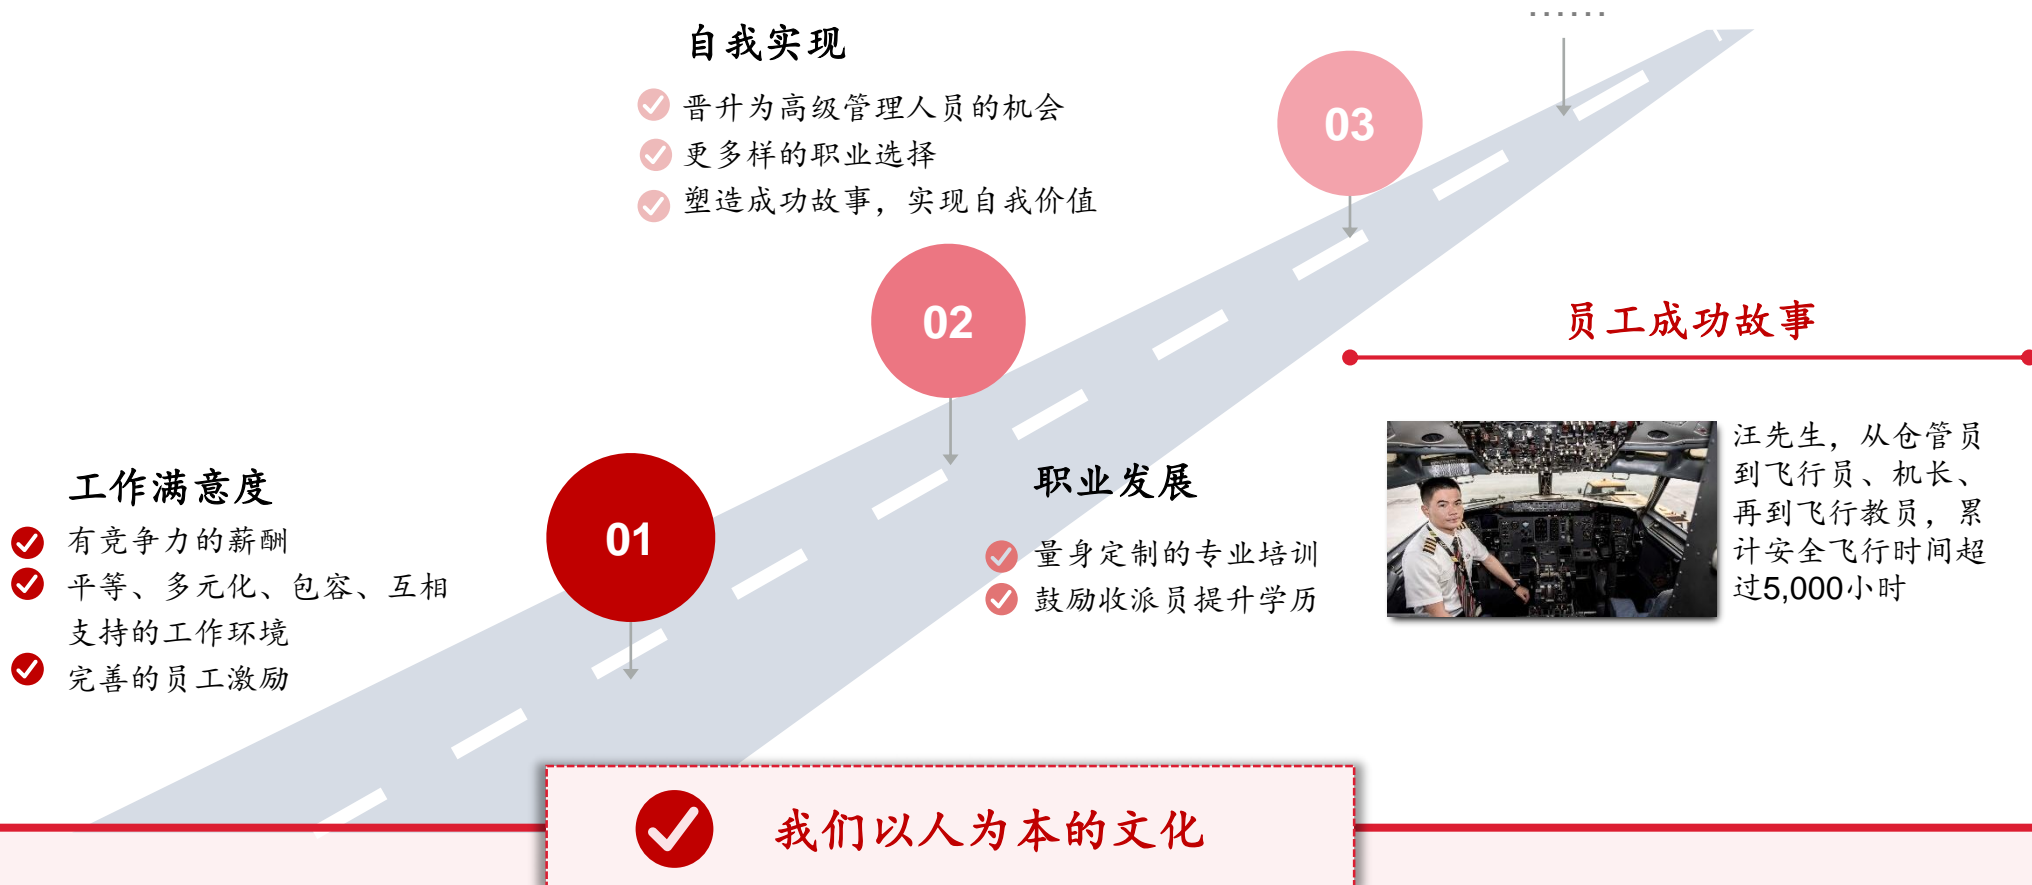 ......
自我实现
晋升为高级管理人员的机会
更多样的职业选择
塑造成功故事，实现自我价值
03
02
员工成功故事
汪先生，从仓管员
到飞行员、机长、
再到飞行教员，累
计安全飞行时间超
过5,000小时
01
工作满意度
有竞争力的薪酬
平等、多元化、包容、互相
支持的工作环境
完善的员工激励
职业发展
量身定制的专业培训
鼓励收派员提升学历
我们以人为本的文化